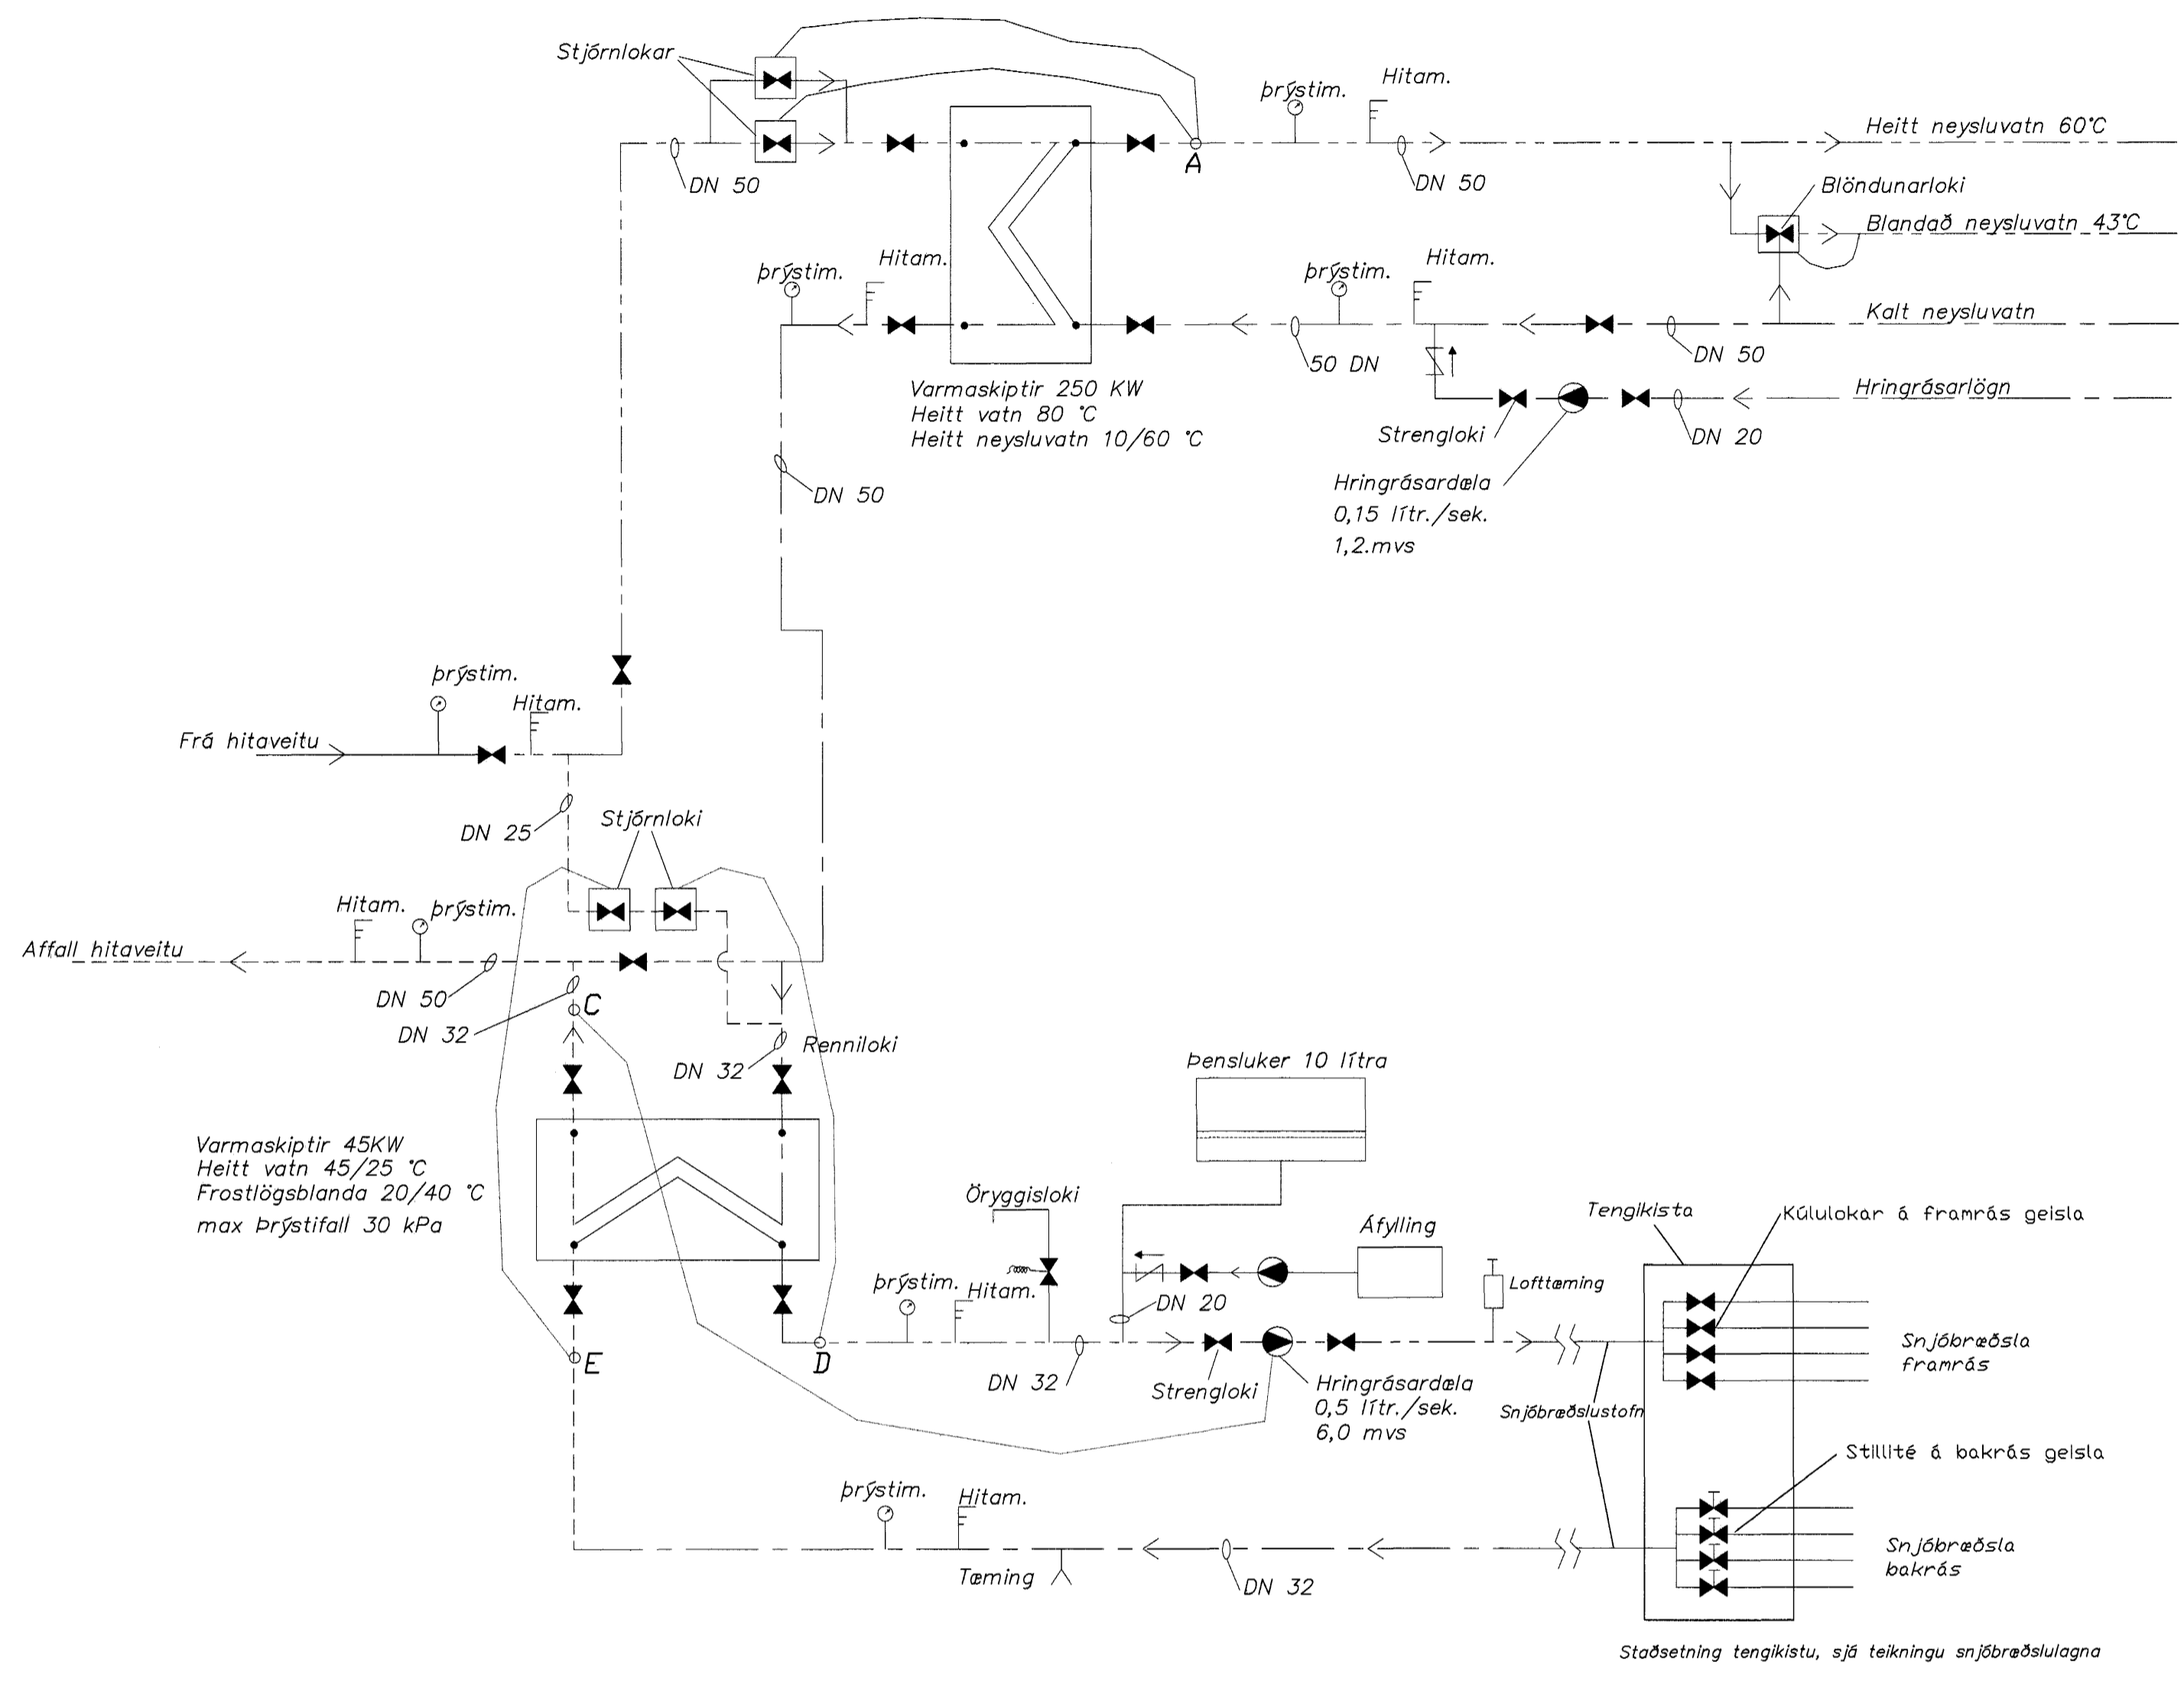 Stjórnlokar
DN 50
þrýstim.
Hitam.
A
DN 50
Heitt neysluvatn 60°C
Blöndunarloki
Blandað neysluvatn 43°C
þrýstim.
Hitam.
þrýstim.
Hitam.
Kalt neysluvatn
50 DN
DN 50
Varmaskiptir 250 KW
Heitt vatn 80 °C
Heitt neysluvatn 10/60 °C
Hringrásarlögn
Strengloki
DN 20
DN 50
Hringrásardæla
0,15 lítr./sek.
1,2.mvs
þrýstim.
Hitam.
Frá hitaveitu
DN 25
Stjórnloki
Hitam.
þrýstim.
Affall hitaveitu
DN 50
C
DN 32
Renniloki
DN 32
Þensluker 10 lítra
Varmaskiptir 45KW
Heitt vatn 45/25 °C
Frostlögsblanda 20/40 °C
max Þrýstifall 30 kPa
Öryggisloki
Áfylling
Tengikista
Kúlulokar á framrás geisla
þrýstim.
Hitam.
DN 20
Lofttæming
E
D
DN 32
Strengloki
Hringrásardæla
0,5 lítr./sek.
6,0 mvs
Snjóbræðsla
framrás
Snjóbræðslustofn
Stillité á bakrás geisla
þrýstim.
Hitam.
Tæming
DN 32
Snjóbræðsla
bakrás
Staðsetning tengikistu, sjá teikningu snjóbræðslulagna